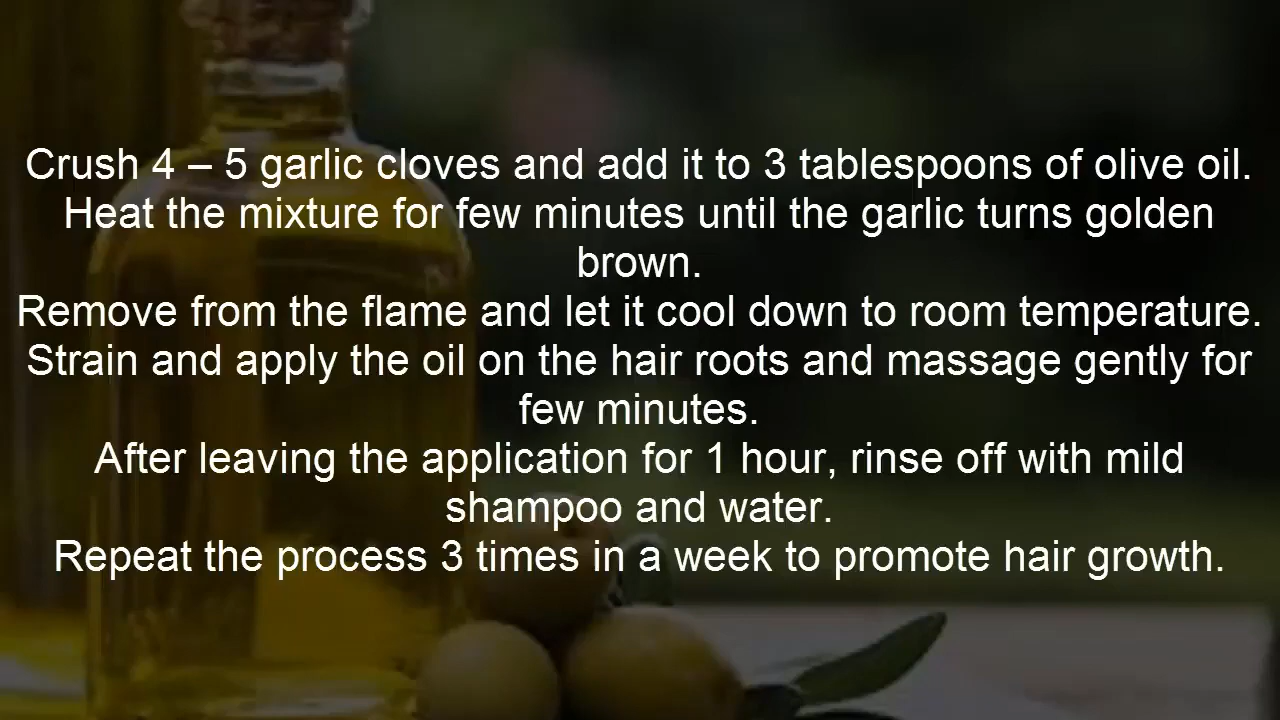 Crush 4 – 5 garlic cloves and add it to 3 tablespoons of olive oil.
Heat the mixture for few minutes until the garlic turns golden
brown.
Remove from the flame and let it cool down to room temperature.
Strain and apply the oil on the hair roots and massage gently for
few minutes.
After leaving the application for 1 hour, rinse off with mild
shampoo and water.
Repeat the process 3 times in a week to promote hair growth.